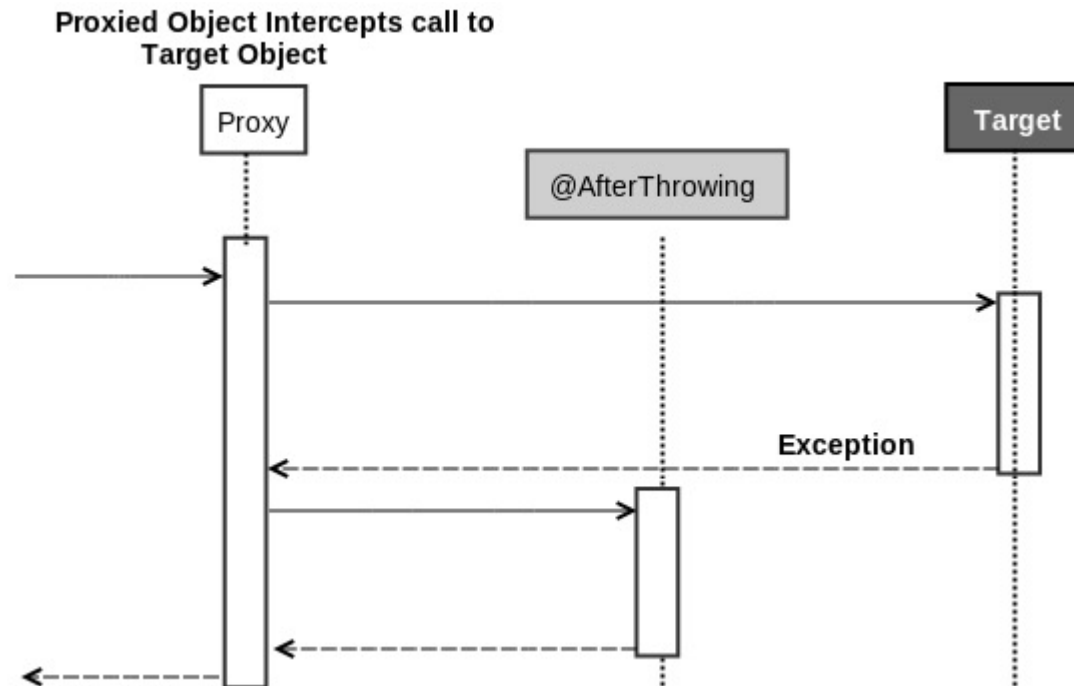 Proxied Object Intercepts call to
Target Object
Proxy
Target
@AfterThrowing
Exception